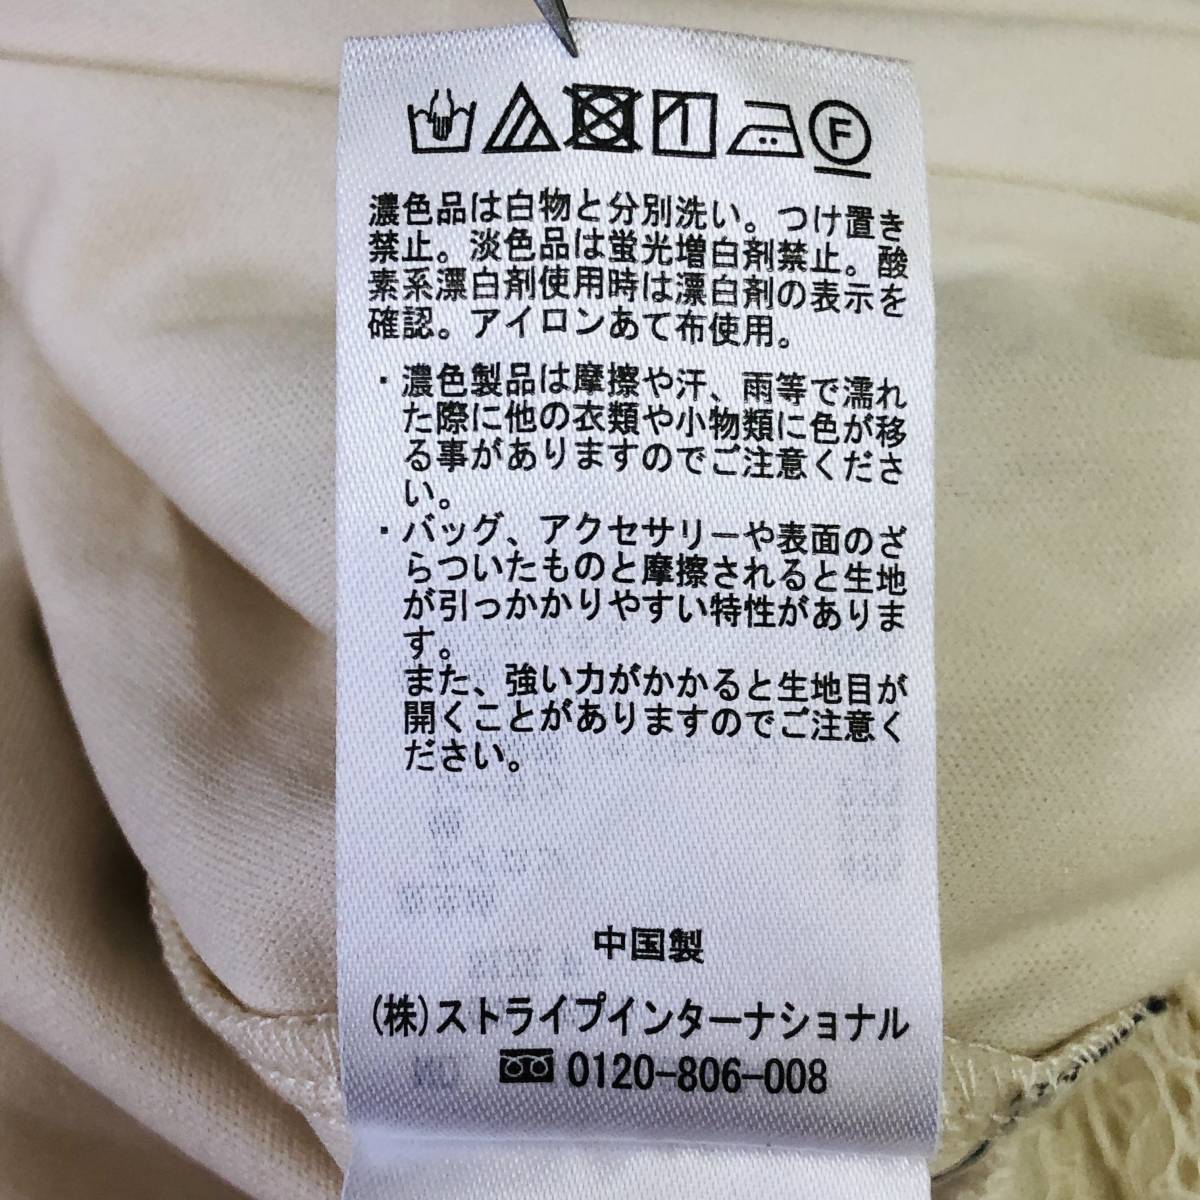 濃色品は白物と分別洗い。つけ置き
禁止。淡色品は蛍光増白剤禁止。酸
素系漂白剤使用時は漂白剤の表示を
確認。アイロンあて布使用。
・濃色製品は摩擦や汗、雨等で濡れ
た際に他の衣類や小物類に色が移
る事がありますのでご注意くださ
い。
・バッグ、アクセサリーや表面のざ
らついたものと摩擦されると生地
が引っかかりやすい特性がありま
す。
また、強い力がかかると生地目が
開くことがありますのでご注意く
ださい。
中国製
(株)ストライプインターナショナル
0120-806-008
F